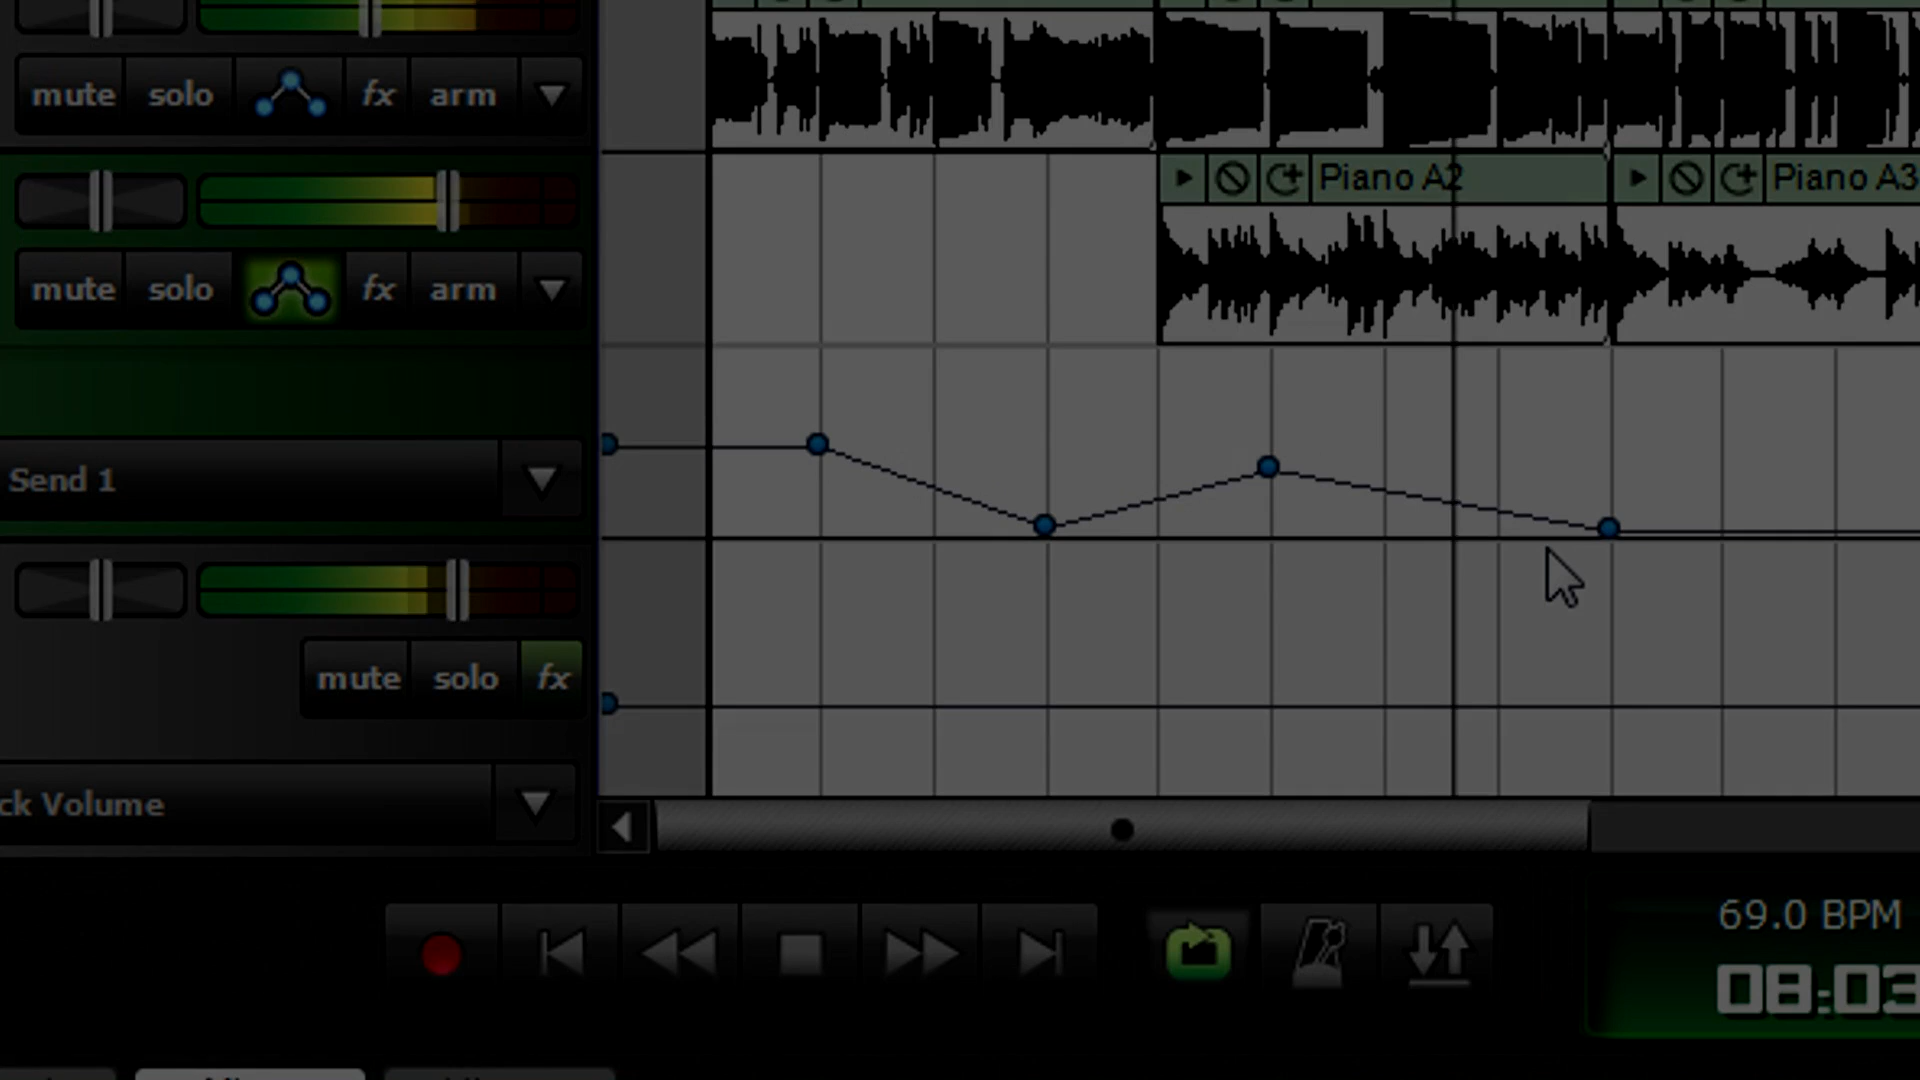 mute solo fx arm
Piano A2 Piano A3
mute solo fx arm
Send 1
mute solo fx
ck Volume
69.0 BPM
08:03